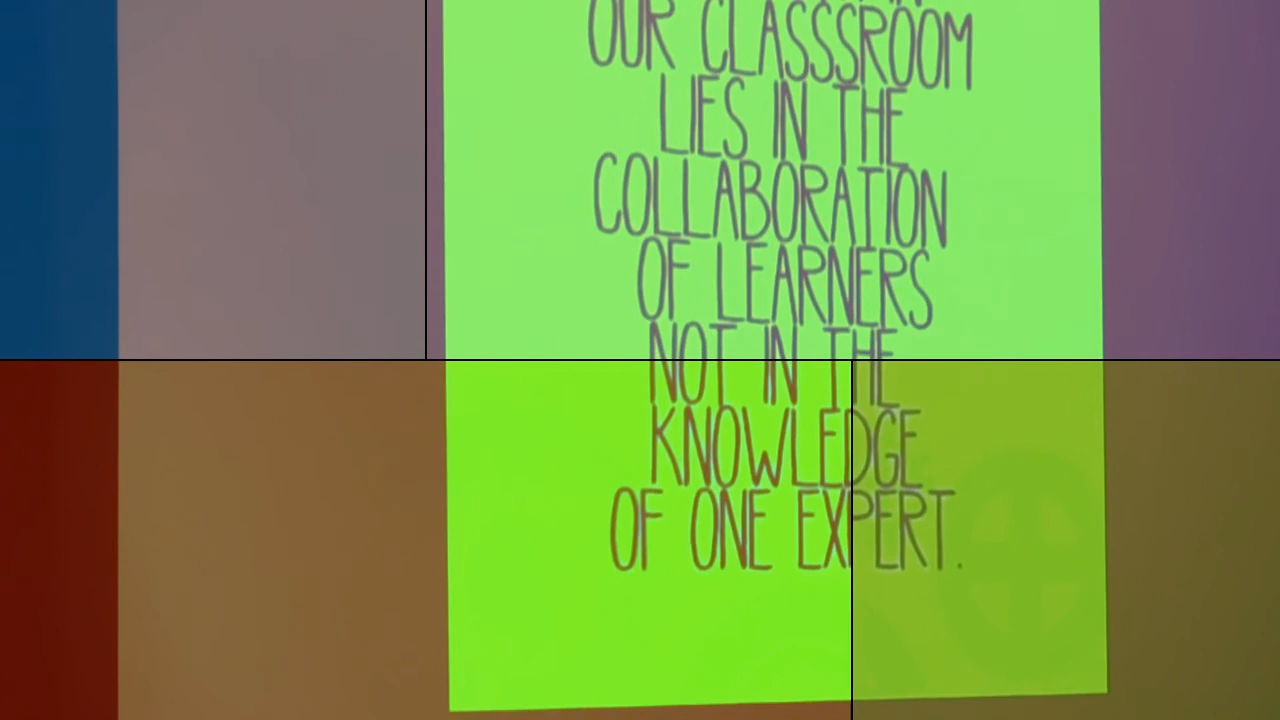 OUR CLASSSROOM
LIES IN THE
COLLABORATION
OF LEARNERS
NOT IN THE
KNOWLEDGE
OF ONE EXPERT.